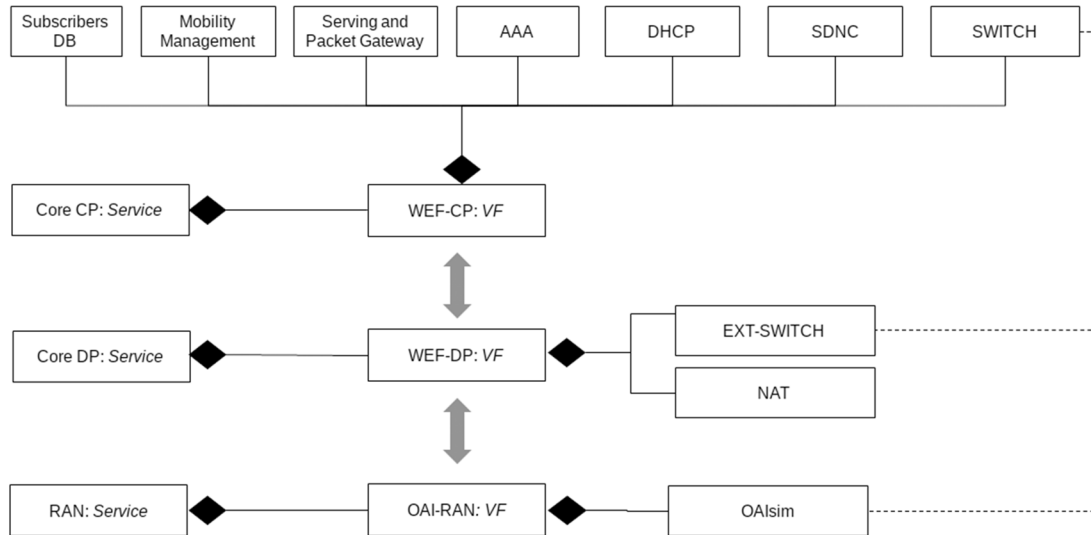 Subscribers
DB
Mobility
Management
Serving and
Packet Gateway
AAA
DHCP
SDNC
SWITCH
Core CP: Service
WEF-CP: VF
Core DP: Service
WEF-DP: VF
EXT-SWITCH
NAT
RAN: Service
OAI-RAN: VF
OAIsim